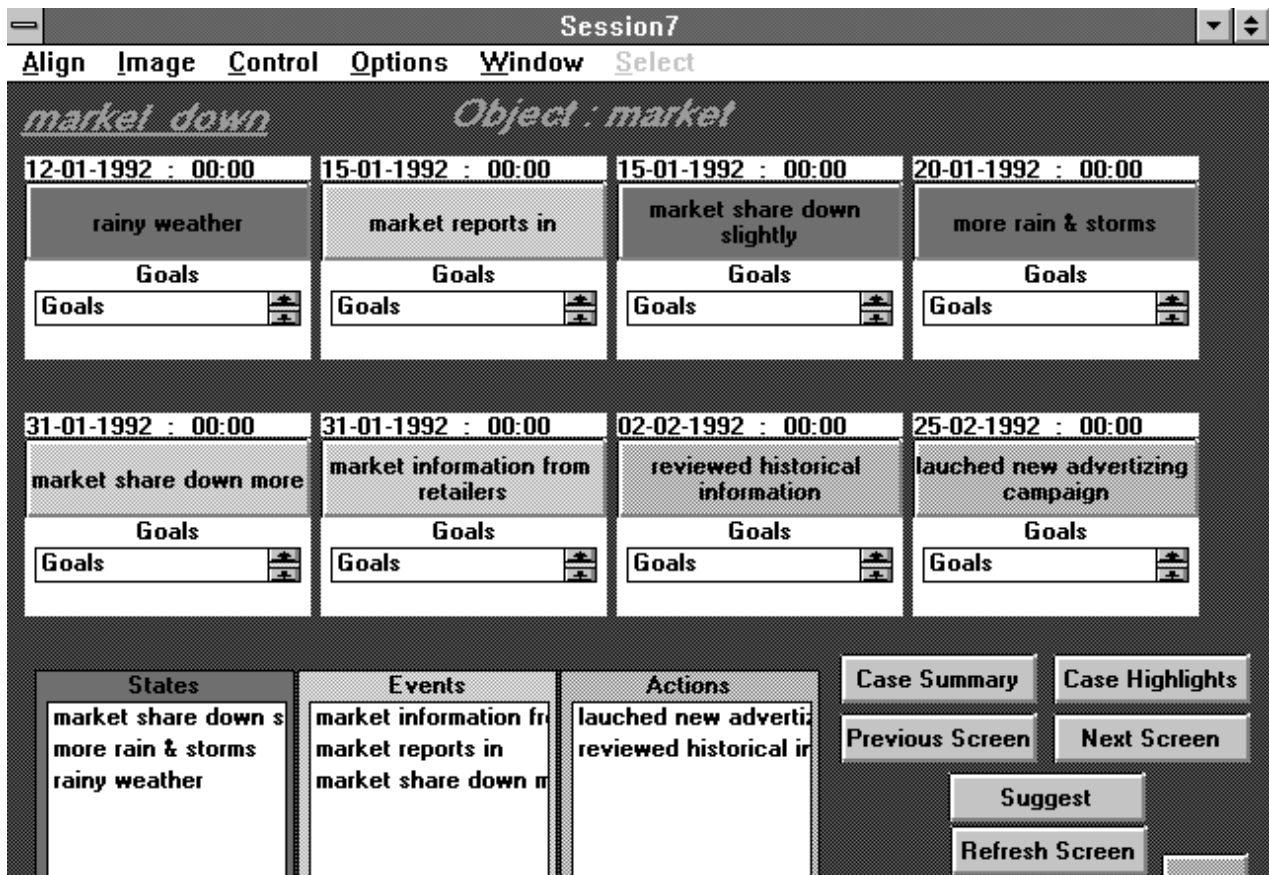 Session7
Align Image Control Options Window Select
market down Object : market
12-01-1992 : 00:00 15-01-1992 : 00:00 15-01-1992 : 00:00 20-01-1992 : 00:00
rainy weather market reports in market share down more rain & storms
slightly
Goals Goals Goals Goals
Goals Goals Goals Goals
31-01-1992 : 00:00 31-01-1992 : 00:00 02-02-1992 : 00:00 25-02-1992 : 00:00
market share down more market information from reviewed historical lauched new advertizing
retailers information campaign
Goals Goals Goals Goals
Goals Goals Goals Goals
States Events Actions Case Summary Case Highlights
market share down s market information fr lauched new adverti
more rain & storms market reports in reviewed historical ir Previous Screen Next Screen
rainy weather market share down m
Suggest
Refresh Screen